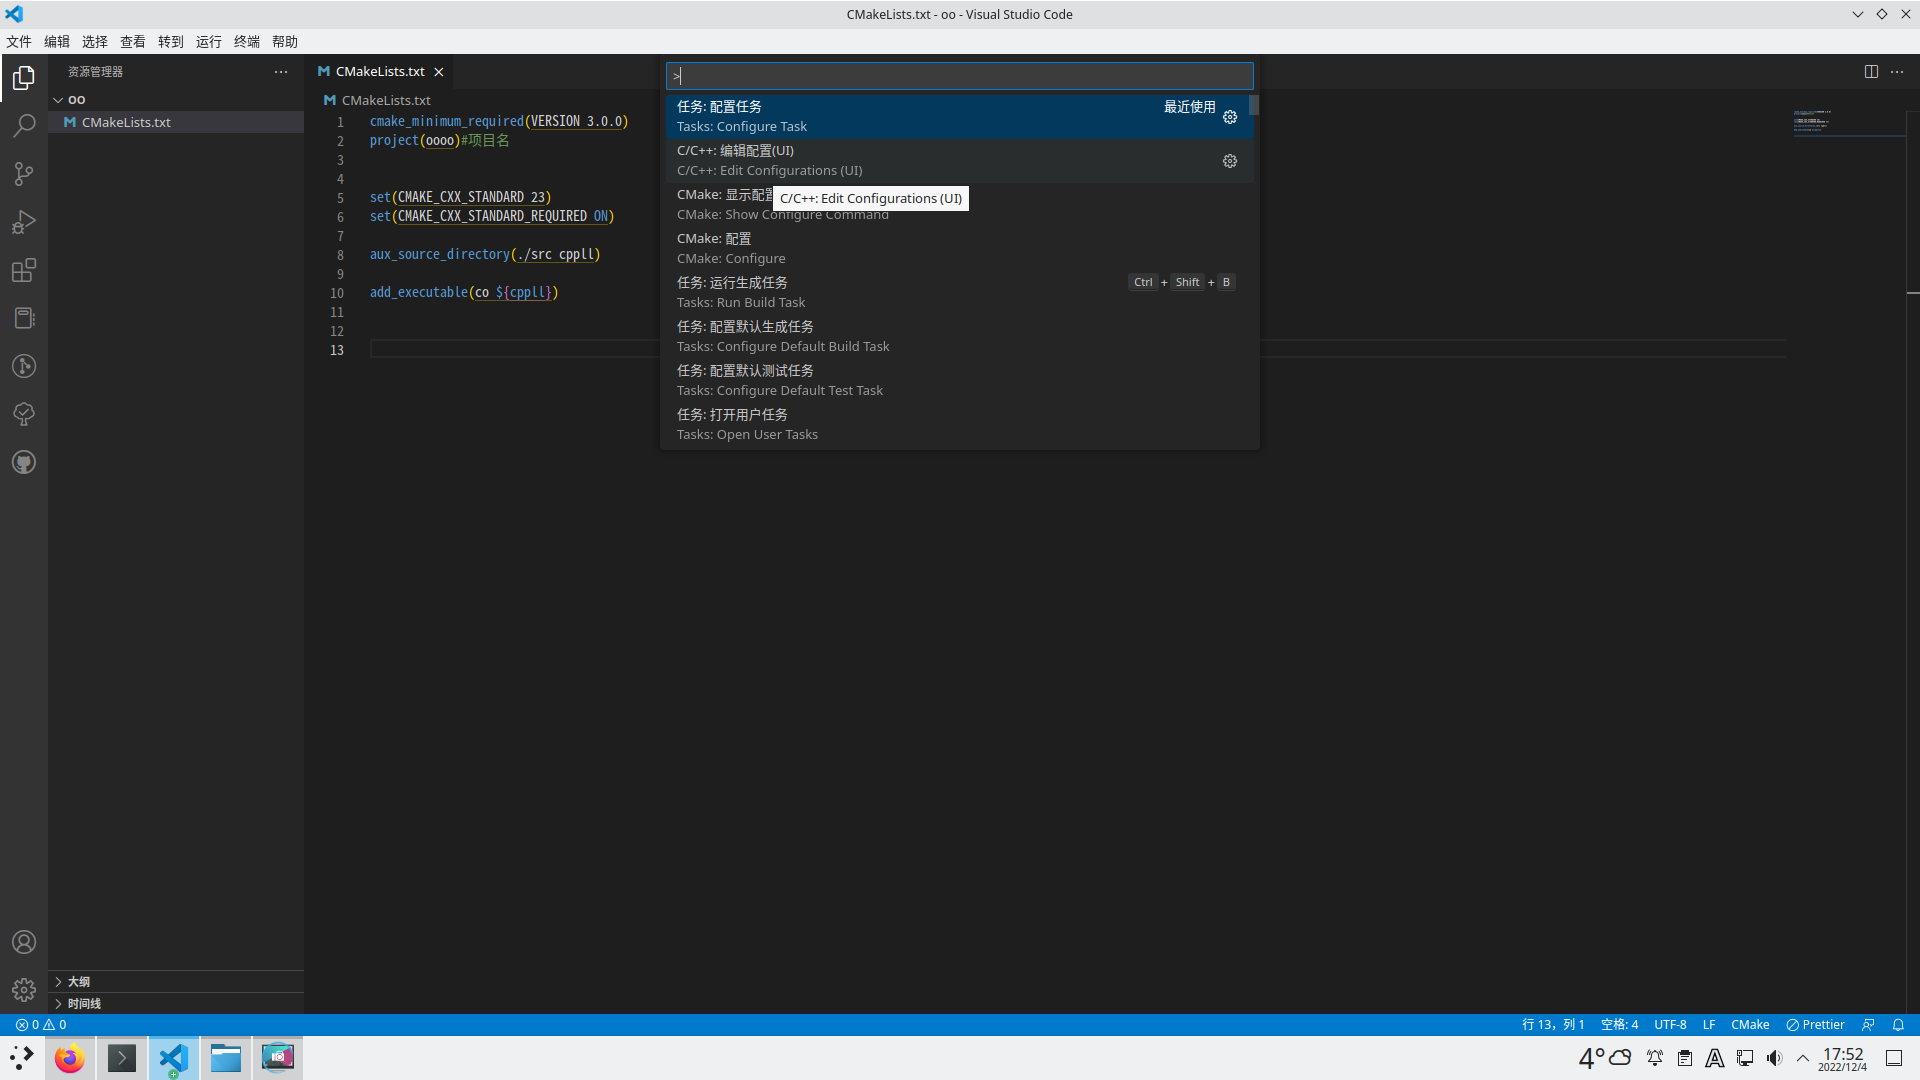 CMakeLists.txt - oo - Visual Studio Code
文件 编辑 选择 查看 转到 运行 终端 帮助
资源管理器
OO
CMakeLists.txt
大纲
时间线
CMakeLists.txt
CMakeLists.txt
1 cmake_minimum_required(VERSION 3.0.0)
2 project(oooo)#项目名
3
4
5 set(CMAKE_CXX_STANDARD 23)
6 set(CMAKE_CXX_STANDARD_REQUIRED ON)
7
8 aux_source_directory(./src cppll)
9
10 add_executable(co ${cppll})
11
12
13
>
任务: 配置任务 最近使用
Tasks: Configure Task
C/C++: 编辑配置(UI)
C/C++: Edit Configurations (UI)
CMake: 显示配置
C/C++: Edit Configurations (UI)
CMake: Show Configure Command
CMake: 配置
CMake: Configure
任务: 运行生成任务 Ctrl + Shift + B
Tasks: Run Build Task
任务: 配置默认生成任务
Tasks: Configure Default Build Task
任务: 配置默认测试任务
Tasks: Configure Default Test Task
任务: 打开用户任务
Tasks: Open User Tasks
0 0 行 13，列 1 空格: 4 UTF-8 LF CMake Prettier
4° A 17:52
2022/12/4